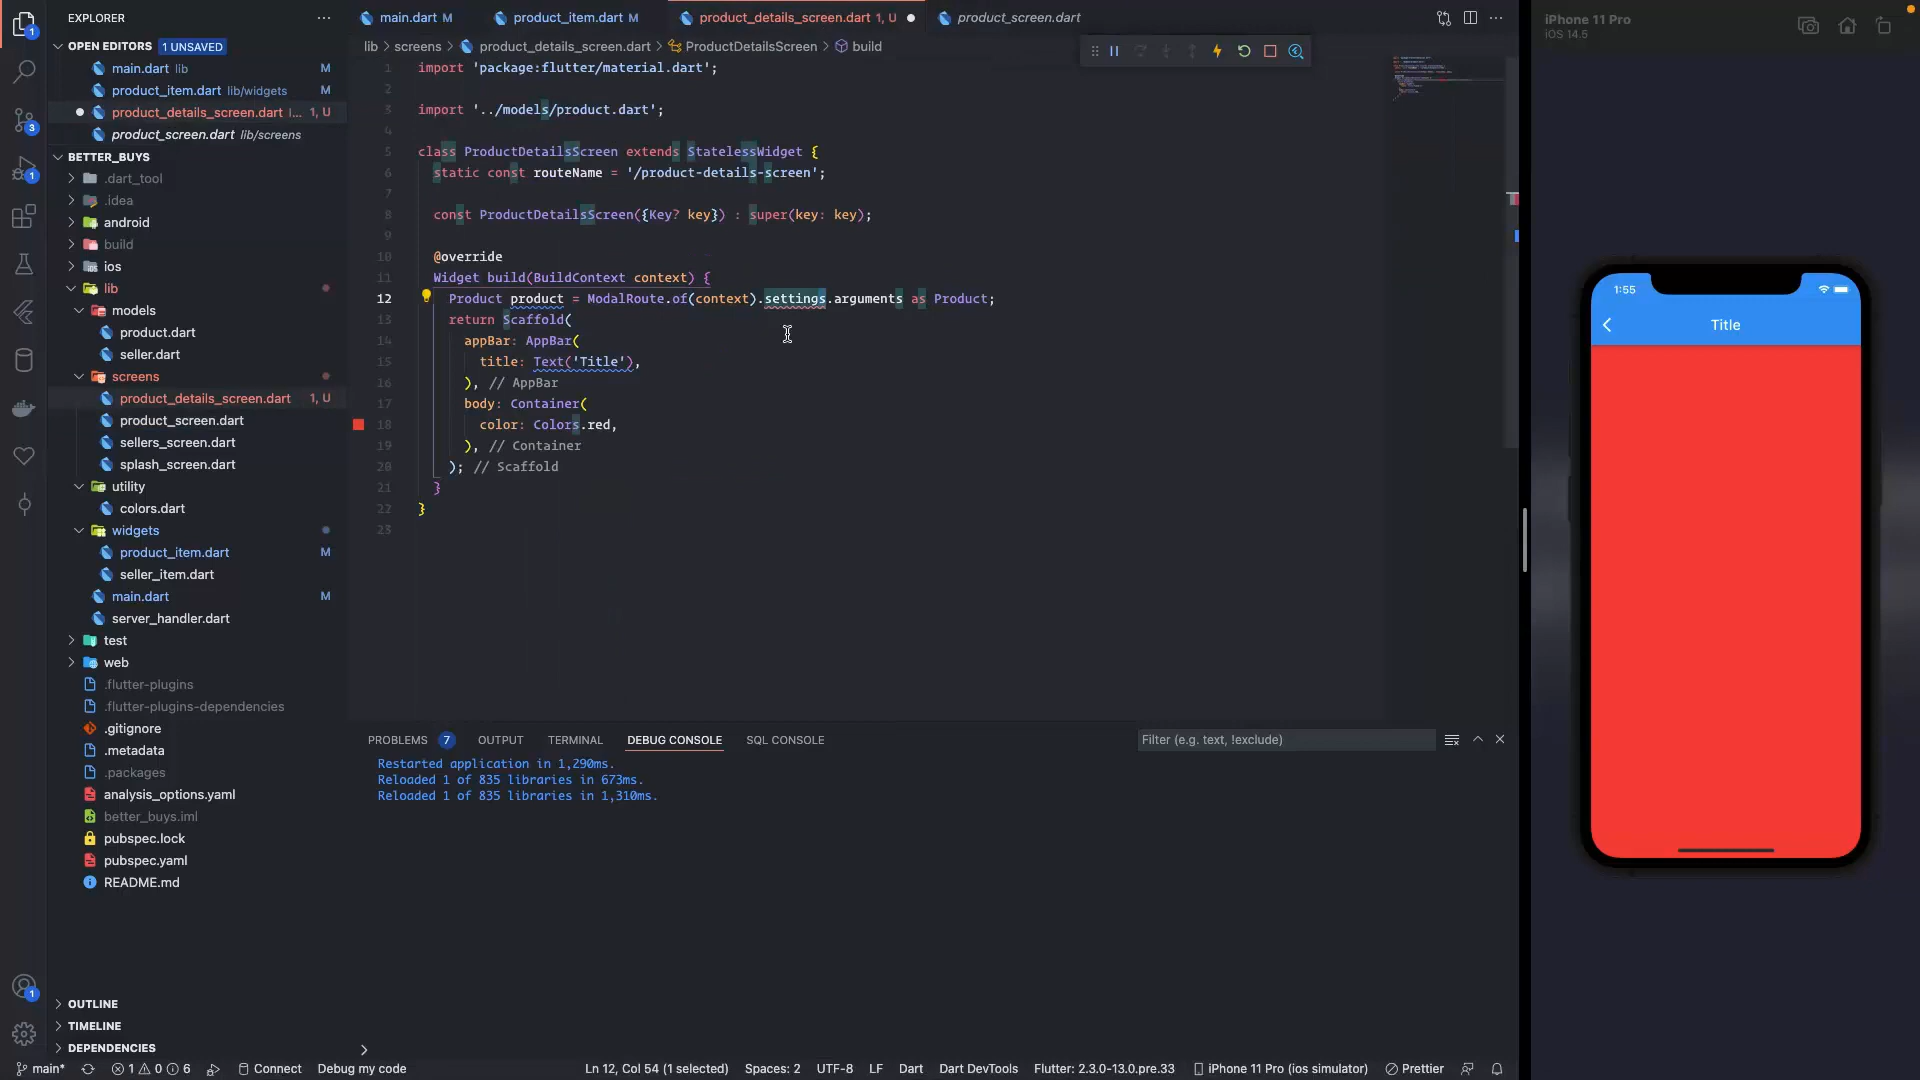 EXPLORER
OPEN EDITORS 1 UNSAVED
main.dart lib M
product_item.dart lib/widgets M
product_details_screen.dart l... 1, U
product_screen.dart lib/screens
BETTER_BUYS
.dart_tool
.idea
android
build
ios
lib
models
product.dart
seller.dart
screens
product_details_screen.dart 1, U
product_screen.dart
sellers_screen.dart
splash_screen.dart
utility
colors.dart
widgets
product_item.dart M
seller_item.dart
main.dart M
server_handler.dart
test
web
.flutter-plugins
.flutter-plugins-dependencies
.gitignore
.metadata
.packages
analysis_options.yaml
better_buys.iml
pubspec.lock
pubspec.yaml
README.md
OUTLINE
TIMELINE
DEPENDENCIES
1
3
1
1
main.dart M product_item.dart M product_details_screen.dart 1, U product_screen.dart
lib > screens > product_details_screen.dart > ProductDetailsScreen > build
1 import 'package:flutter/material.dart';
2
3 import '../models/product.dart';
4
5 class ProductDetailsScreen extends StatelessWidget {
6 static const routeName = '/product-details-screen';
7
8 const ProductDetailsScreen({Key? key}) : super(key: key);
9
10 @override
11 Widget build(BuildContext context) {
12 Product product = ModalRoute.of(context).settings.arguments as Product;
13 return Scaffold(
14 appBar: AppBar(
15 title: Text('Title'),
16 ), // AppBar
17 body: Container(
18 color: Colors.red,
19 ), // Container
20 ); // Scaffold
21 }
22 }
23
PROBLEMS 7 OUTPUT TERMINAL DEBUG CONSOLE SQL CONSOLE Filter (e.g. text, !exclude)
Restarted application in 1,290ms.
Reloaded 1 of 835 libraries in 673ms.
Reloaded 1 of 835 libraries in 1,310ms.
main* 1 0 6 Connect Debug my code Ln 12, Col 54 (1 selected) Spaces: 2 UTF-8 LF Dart Dart DevTools Flutter: 2.3.0-13.0.pre.33 iPhone 11 Pro (ios simulator) Prettier
iPhone 11 Pro
iOS 14.5
1:55
Title